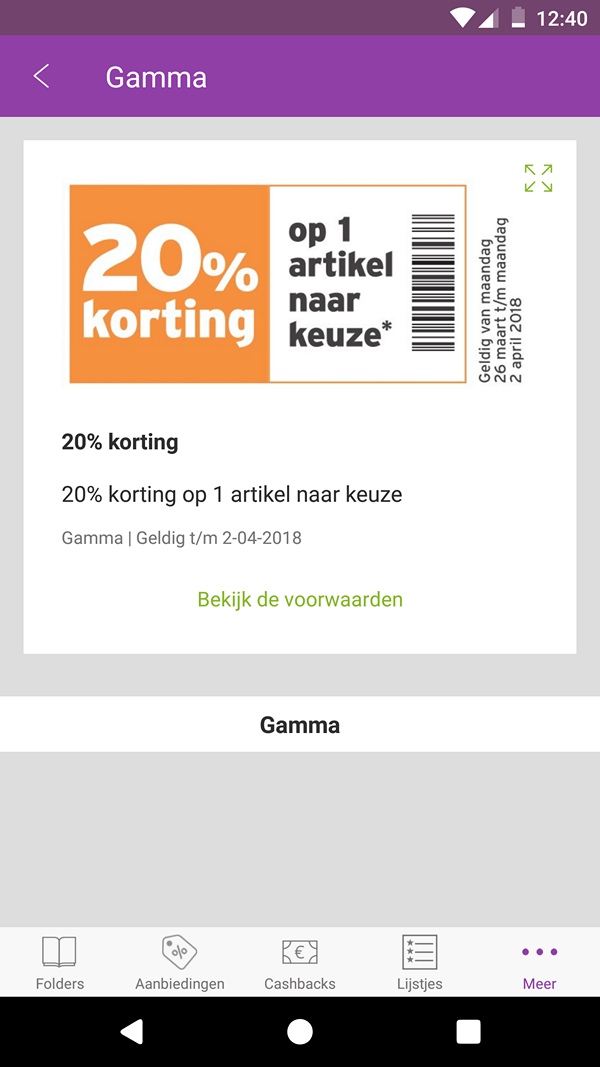 12:40
Gamma
20%
korting
op 1
artikel
naar
keuze*
Geldig van maandag
26 maart t/m maandag
2 april 2018
20% korting
20% korting op 1 artikel naar keuze
Gamma | Geldig t/m 2-04-2018
Bekijk de voorwaarden
Gamma
Folders
Aanbiedingen
Cashbacks
Lijstjes
Meer